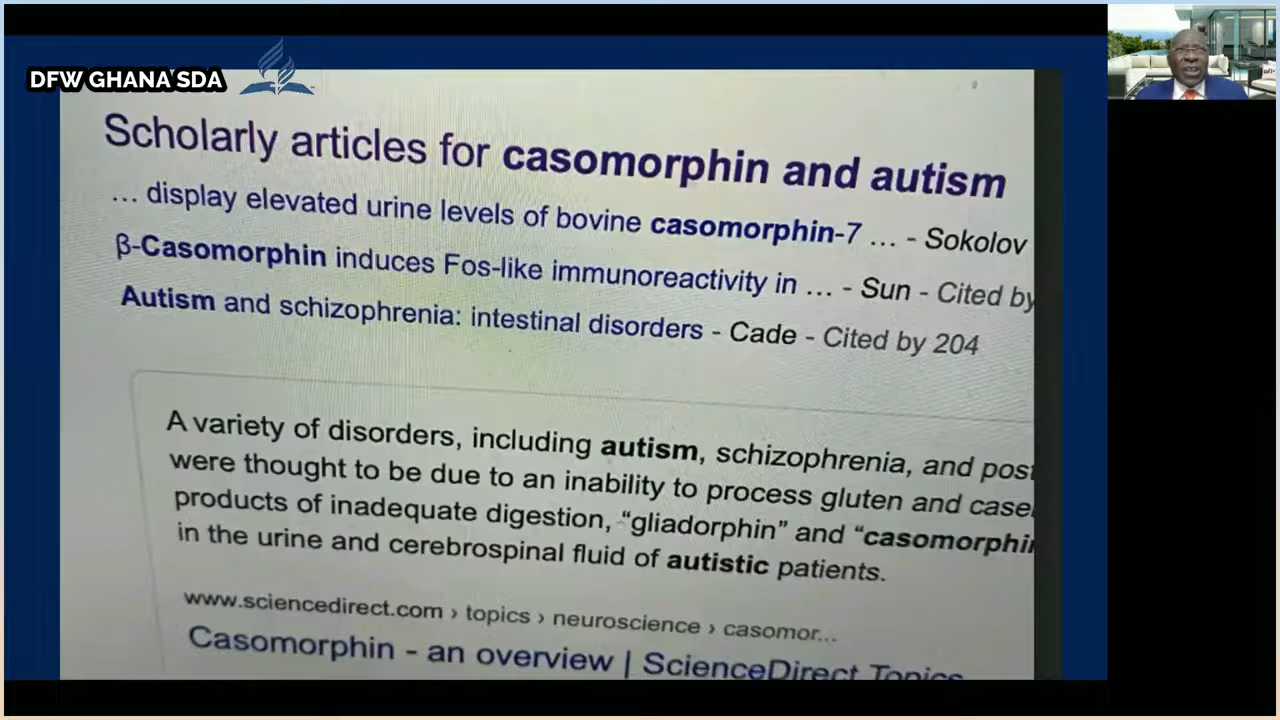 DFW GHANA SDA
Scholarly articles for casomorphin and autism
... display elevated urine levels of bovine casomorphin-7 ... - Sokolov
β-Casomorphin induces Fos-like immunoreactivity in ... - Sun - Cited by
Autism and schizophrenia: intestinal disorders - Cade - Cited by 204
A variety of disorders, including autism, schizophrenia, and post
were thought to be due to an inability to process gluten and case
products of inadequate digestion, “gliadorphin” and “casomorphin
in the urine and cerebrospinal fluid of autistic patients.
www.sciencedirect.com › topics › neuroscience › casomor...
Casomorphin - an overview | ScienceDirect Topics